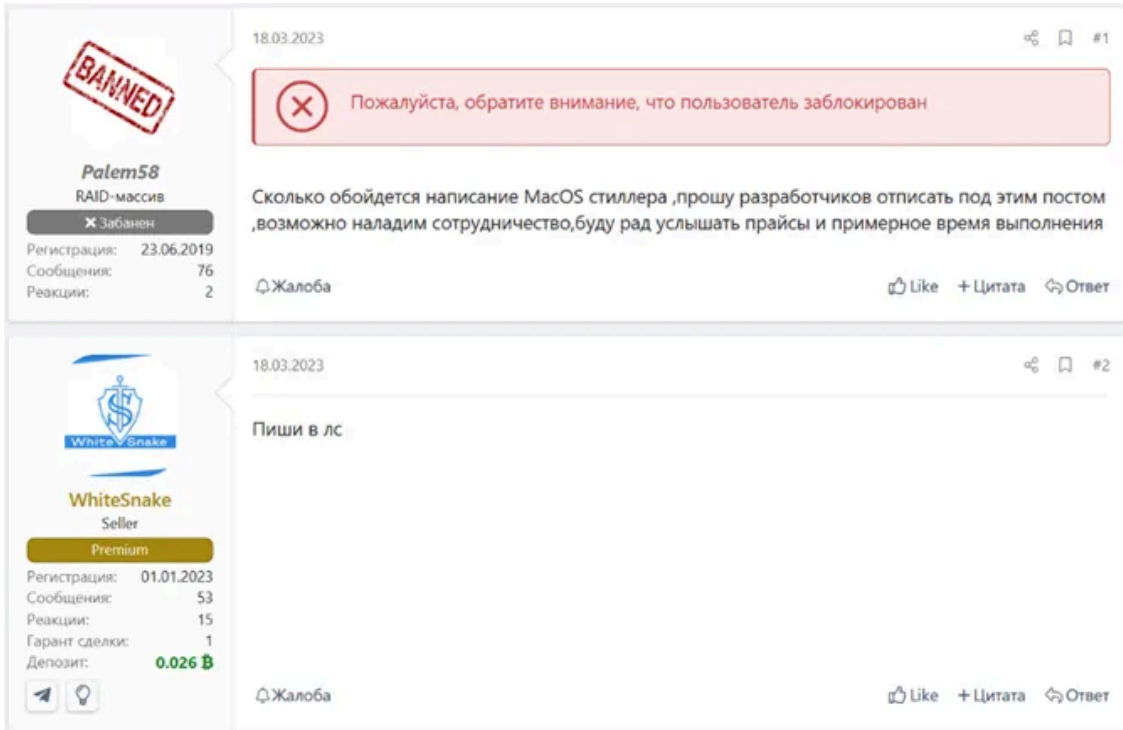 18.03.2023
#1
BANNED
Пожалуйста, обратите внимание, что пользователь заблокирован
Palem58
RAID-массив
Забанен
Регистрация: 23.06.2019
Сообщения: 76
Реакции: 2
Сколько обойдется написание MacOS стиллера ,прошу разработчиков отписать под этим постом
,возможно наладим сотрудничество,буду рад услышать прайсы и примерное время выполнения
Жалоба
Like +Цитата Ответ
18.03.2023
#2
White Snake
WhiteSnake
Seller
Premium
Регистрация: 01.01.2023
Сообщения: 53
Реакции: 15
Гарант сделки: 1
Депозит: 0.026 ₿
Пиши в лс
Жалоба
Like +Цитата Ответ